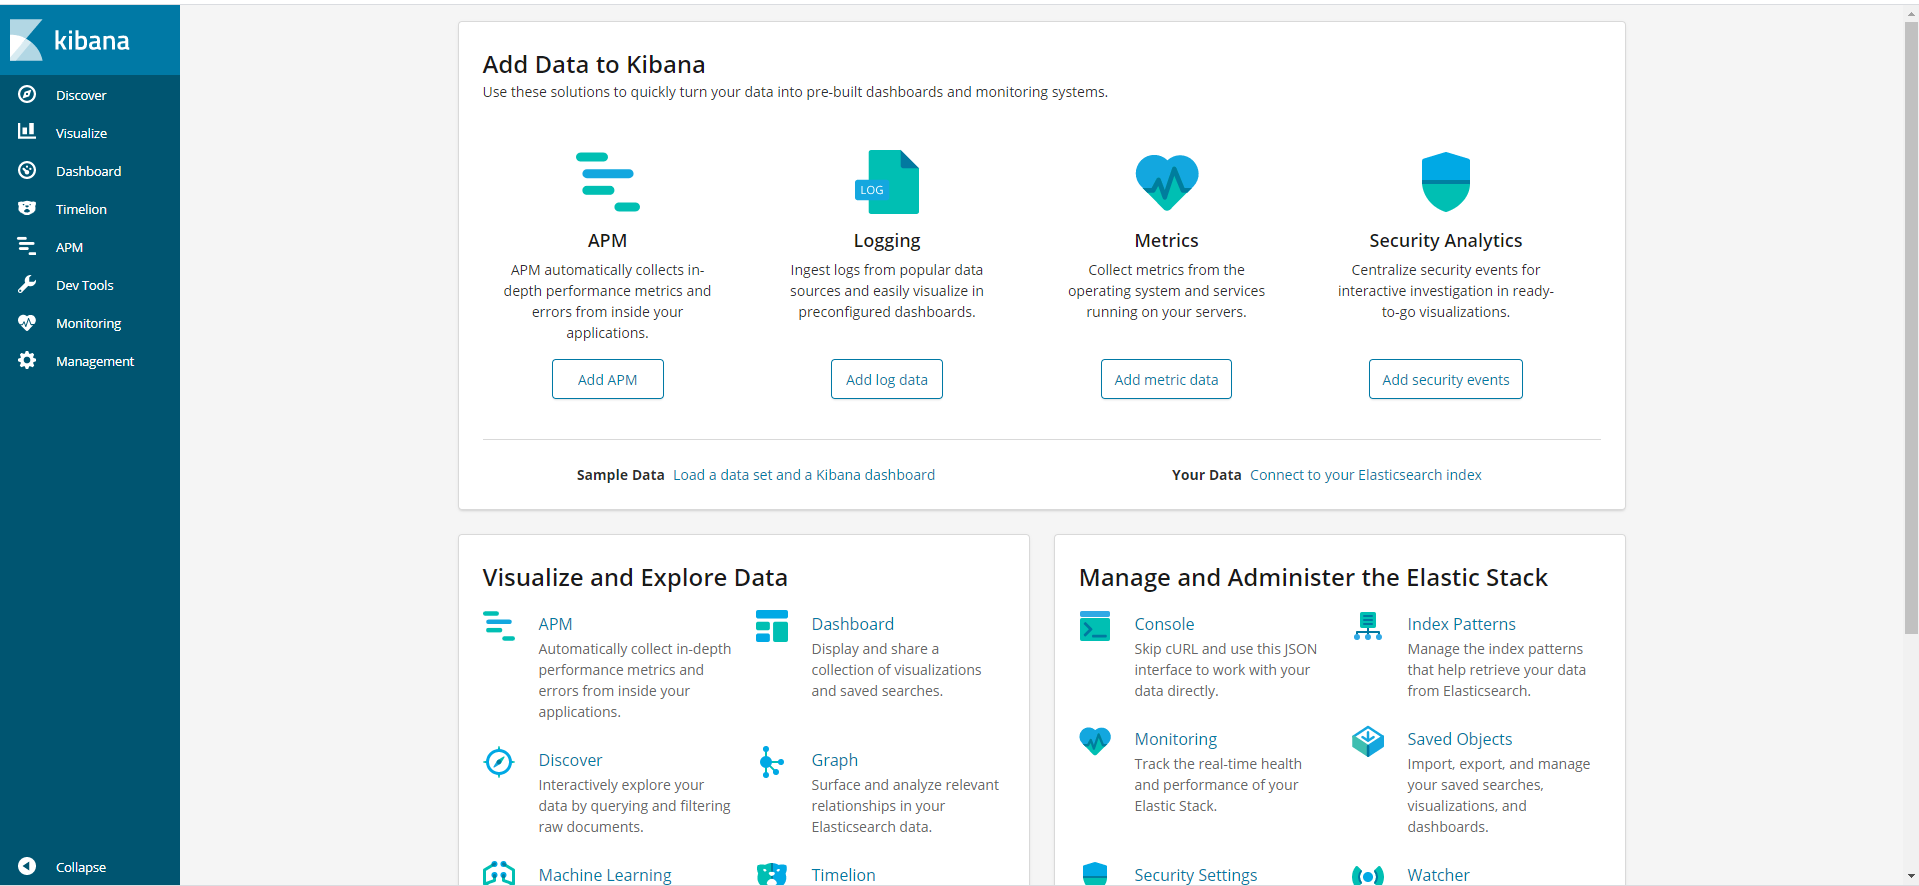 kibana
Discover
Visualize
Dashboard
Timelion
APM
Dev Tools
Monitoring
Management
Collapse
Add Data to Kibana
Use these solutions to quickly turn your data into pre-built dashboards and monitoring systems.
APM
APM automatically collects in-
depth performance metrics and
errors from inside your
applications.
Add APM
LOG
Logging
Ingest logs from popular data
sources and easily visualize in
preconfigured dashboards.
Add log data
Metrics
Collect metrics from the
operating system and services
running on your servers.
Add metric data
Security Analytics
Centralize security events for
interactive investigation in ready-
to-go visualizations.
Add security events
Sample Data Load a data set and a Kibana dashboard
Your Data Connect to your Elasticsearch index
Visualize and Explore Data
APM
Automatically collect in-depth
performance metrics and
errors from inside your
applications.
Dashboard
Display and share a
collection of visualizations
and saved searches.
Discover
Interactively explore your
data by querying and filtering
raw documents.
Graph
Surface and analyze relevant
relationships in your
Elasticsearch data.
Machine Learning
Timelion
Manage and Administer the Elastic Stack
Console
Skip cURL and use this JSON
interface to work with your
data directly.
Index Patterns
Manage the index patterns
that help retrieve your data
from Elasticsearch.
Monitoring
Track the real-time health
and performance of your
Elastic Stack.
Saved Objects
Import, export, and manage
your saved searches,
visualizations, and
dashboards.
Security Settings
Watcher